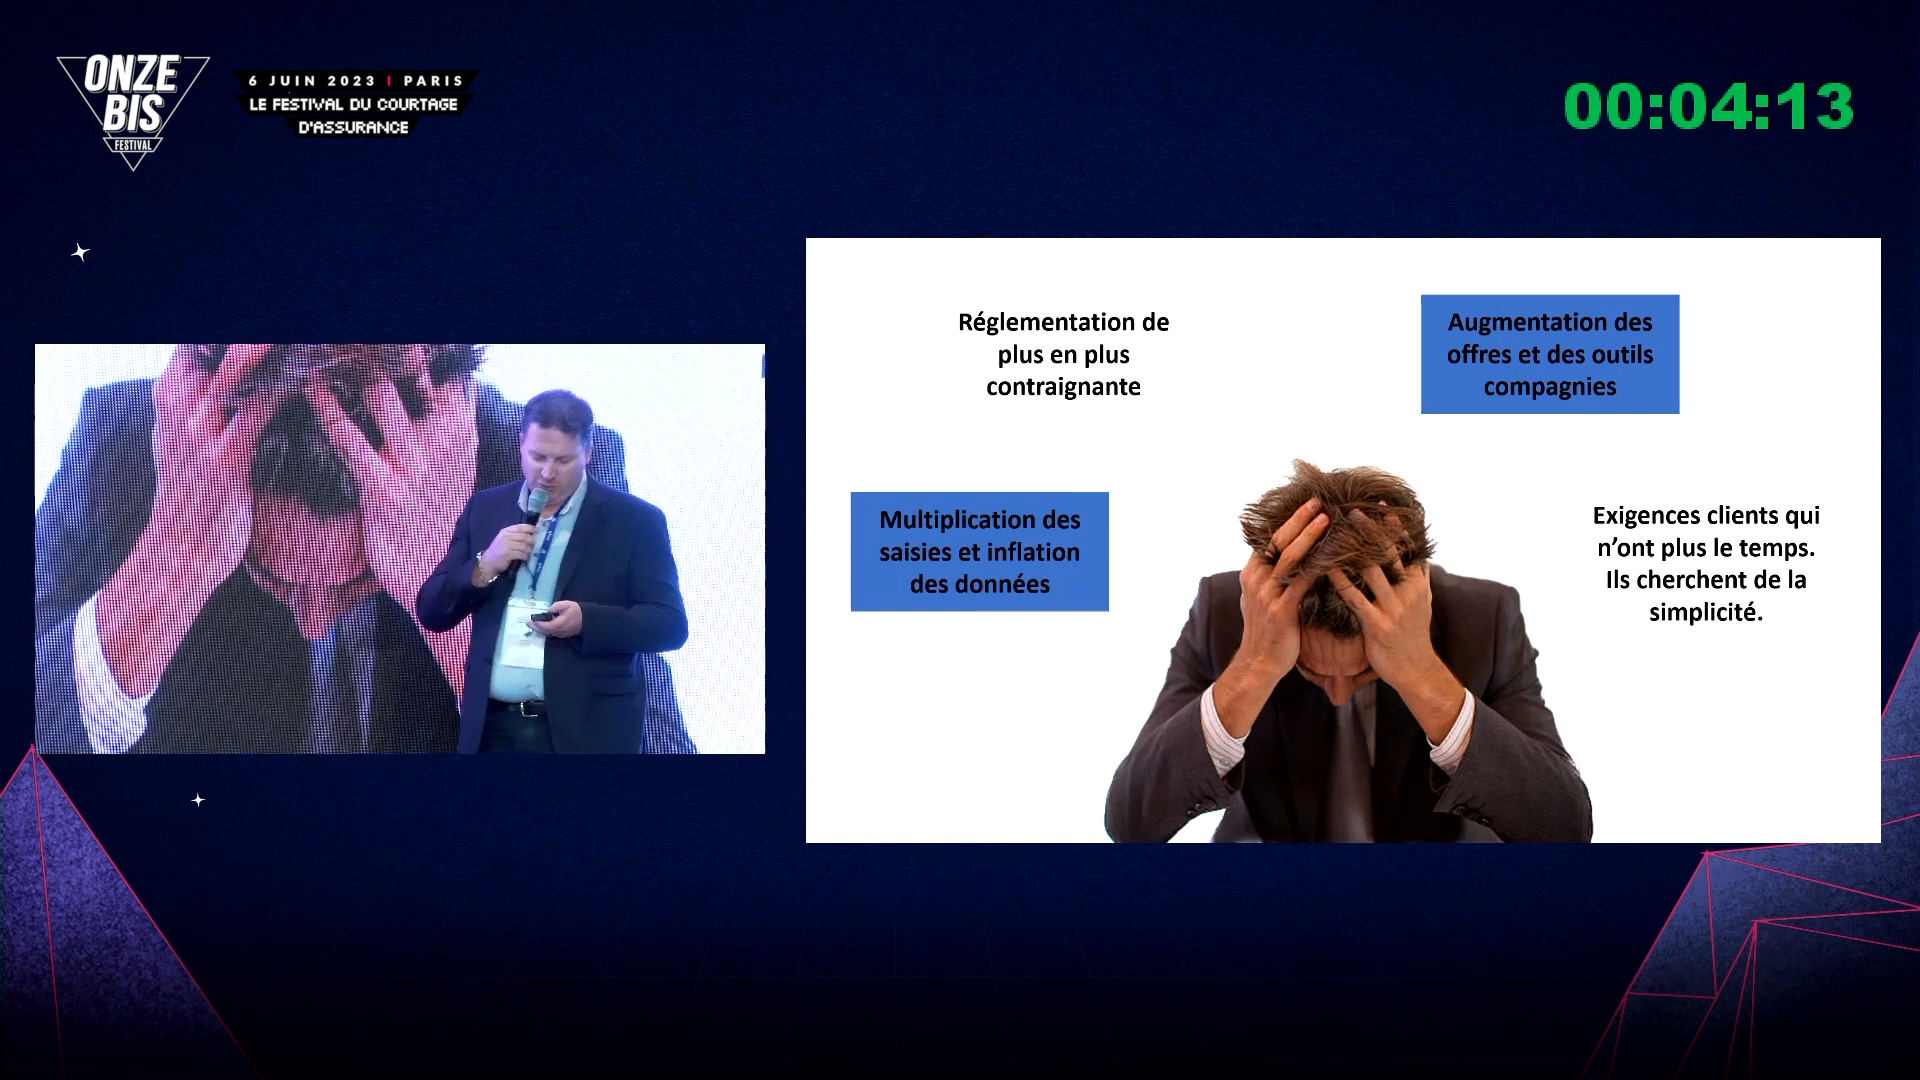 ONZE
BIS
FESTIVAL
6 JUIN 2023 I PARIS
LE FESTIVAL DU COURTAGE
D'ASSURANCE
00:04:13
Réglementation de
plus en plus
contraignante
Augmentation des
offres et des outils
compagnies
Multiplication des
saisies et inflation
des données
Exigences clients qui
n’ont plus le temps.
Ils cherchent de la
simplicité.